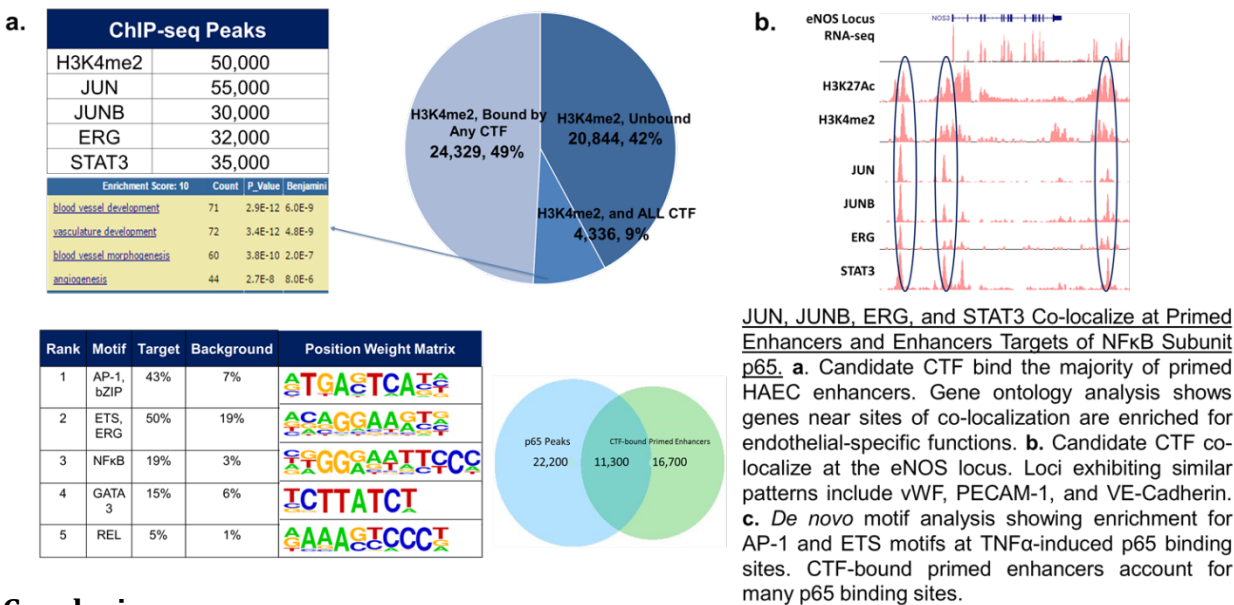 a.
ChIP-seq Peaks
H3K4me2 50,000
JUN 55,000
JUNB 30,000
ERG 32,000
STAT3 35,000
Enrichment Score: 10 Count P_Value Benjamini
blood vessel development 71 2.9E-12 6.0E-9
vasculature development 72 3.4E-12 4.8E-9
blood vessel morphogenesis 60 3.8E-10 2.0E-7
angiogenesis 44 2.7E-8 8.0E-6
H3K4me2, Bound by
Any CTF
24,329, 49%
H3K4me2, Unbound
20,844, 42%
H3K4me2, and ALL CTF
4,336, 9%
b.
eNOS Locus
NOS3
RNA-seq
H3K27Ac
H3K4me2
JUN
JUNB
ERG
STAT3
Rank Motif Target Background Position Weight Matrix
1 AP-1, bZIP 43% 7% ATGAGTCAT
2 ETS, ERG 50% 19% ACAGGAAGTG
3 NFκB 19% 3% GGGAATTCCC
4 GATA 3 15% 6% TCTTATCT
5 REL 5% 1% AAAAGTCCCT
p65 Peaks
22,200
11,300
CTF-bound Primed Enhancers
16,700
JUN, JUNB, ERG, and STAT3 Co-localize at Primed
Enhancers and Enhancers Targets of NFκB Subunit
p65. a. Candidate CTF bind the majority of primed
HAEC enhancers. Gene ontology analysis shows
genes near sites of co-localization are enriched for
endothelial-specific functions. b. Candidate CTF co-
localize at the eNOS locus. Loci exhibiting similar
patterns include vWF, PECAM-1, and VE-Cadherin.
c. De novo motif analysis showing enrichment for
AP-1 and ETS motifs at TNFα-induced p65 binding
sites. CTF-bound primed enhancers account for
many p65 binding sites.